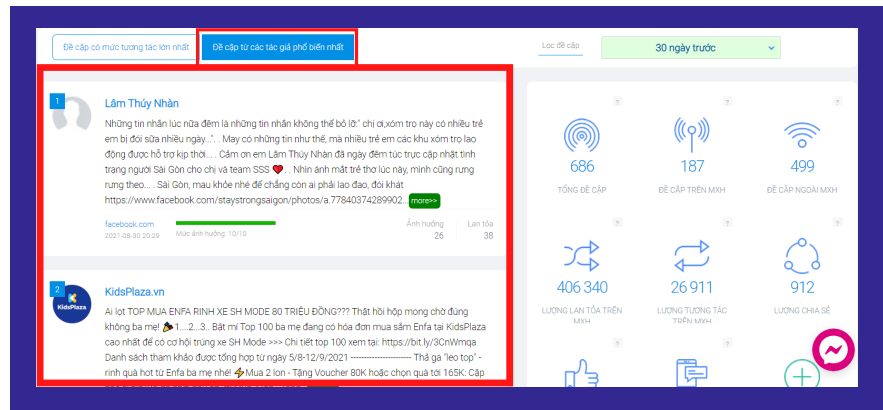 Đề cập có mức tương tác lớn nhất
Đề cập từ các tác giả phổ biến nhất
Lọc đề cập
30 ngày trước
1
Lâm Thúy Nhàn
Những tin nhắn lúc nữa đêm là những tin nhắn không thể bỏ lỡ:" chị ơi,xóm trọ này có nhiều trẻ
em bị đói sữa nhiều ngày...". . May có những tin như thế, mà nhiều trẻ em các khu xóm trọ lao
động được hỗ trợ kịp thời... . Cảm ơn em Lâm Thúy Nhàn đã ngày đêm túc trực cập nhật tình
trạng người Sài Gòn cho chị và team SSS ❤️ . . Nhìn ánh mắt trẻ thơ lúc này, mình cũng rưng
rưng theo... . Sài Gòn, mau khỏe nhé để chẳng còn ai phải lao đao, đói khát
https://www.facebook.com/staystrongsaigon/photos/a.77840374289902... more>>
facebook.com
2021-08-30 20:29
Mức ảnh hưởng: 10/10
Ảnh hưởng
26
Lan tỏa
38
2
KidsPlaza
KidsPlaza.vn
Ai lọt TOP MUA ENFA RINH XE SH MODE 80 TRIỆU ĐỒNG??? Thật hồi hộp mong chờ đúng
không ba mẹ! 🎉1....2...3.. Bật mí Top 100 ba mẹ đang có hóa đơn mua sắm Enfa tại KidsPlaza
cao nhất để có cơ hội trúng xe SH Mode >>> Chi tiết top 100 xem tại: https://bit.ly/3CnWmqa
Danh sách tham khảo được tổng hợp từ ngày 5/8-12/9/2021 ---------------------- Thả ga "leo top" -
rinh quà hot từ Enfa ba mẹ nhé! ⚡Mua 2 lon - Tặng Voucher 80K hoặc chọn quà tới 165K: Cặp
?
?
?
686
187
499
TỔNG ĐỀ CẬP
ĐỀ CẬP TRÊN MXH
ĐỀ CẬP NGOÀI MXH
?
?
?
406 340
26 911
912
LƯỢNG LAN TỎA TRÊN
MXH
LƯỢNG TƯƠNG TÁC
TRÊN MXH
LƯỢNG CHIA SẺ
?
?